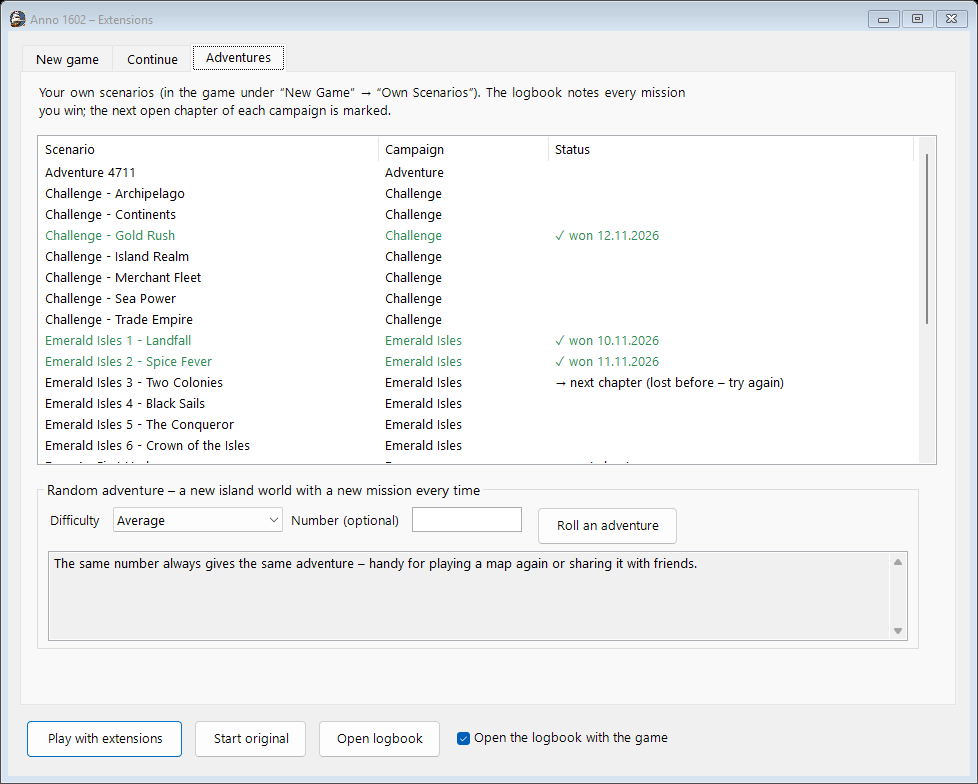 Anno 1602 – Extensions
New game Continue Adventures
Your own scenarios (in the game under “New Game” → “Own Scenarios”). The logbook notes every mission
you win; the next open chapter of each campaign is marked.
Scenario Campaign Status
Adventure 4711 Adventure
Challenge - Archipelago Challenge
Challenge - Continents Challenge
Challenge - Gold Rush Challenge ✓ won 12.11.2026
Challenge - Island Realm Challenge
Challenge - Merchant Fleet Challenge
Challenge - Sea Power Challenge
Challenge - Trade Empire Challenge
Emerald Isles 1 - Landfall Emerald Isles ✓ won 10.11.2026
Emerald Isles 2 - Spice Fever Emerald Isles ✓ won 11.11.2026
Emerald Isles 3 - Two Colonies Emerald Isles → next chapter (lost before – try again)
Emerald Isles 4 - Black Sails Emerald Isles
Emerald Isles 5 - The Conqueror Emerald Isles
Emerald Isles 6 - Crown of the Isles Emerald Isles
Random adventure – a new island world with a new mission every time
Difficulty Average Number (optional) Roll an adventure
The same number always gives the same adventure – handy for playing a map again or sharing it with friends.
Play with extensions Start original Open logbook Open the logbook with the game